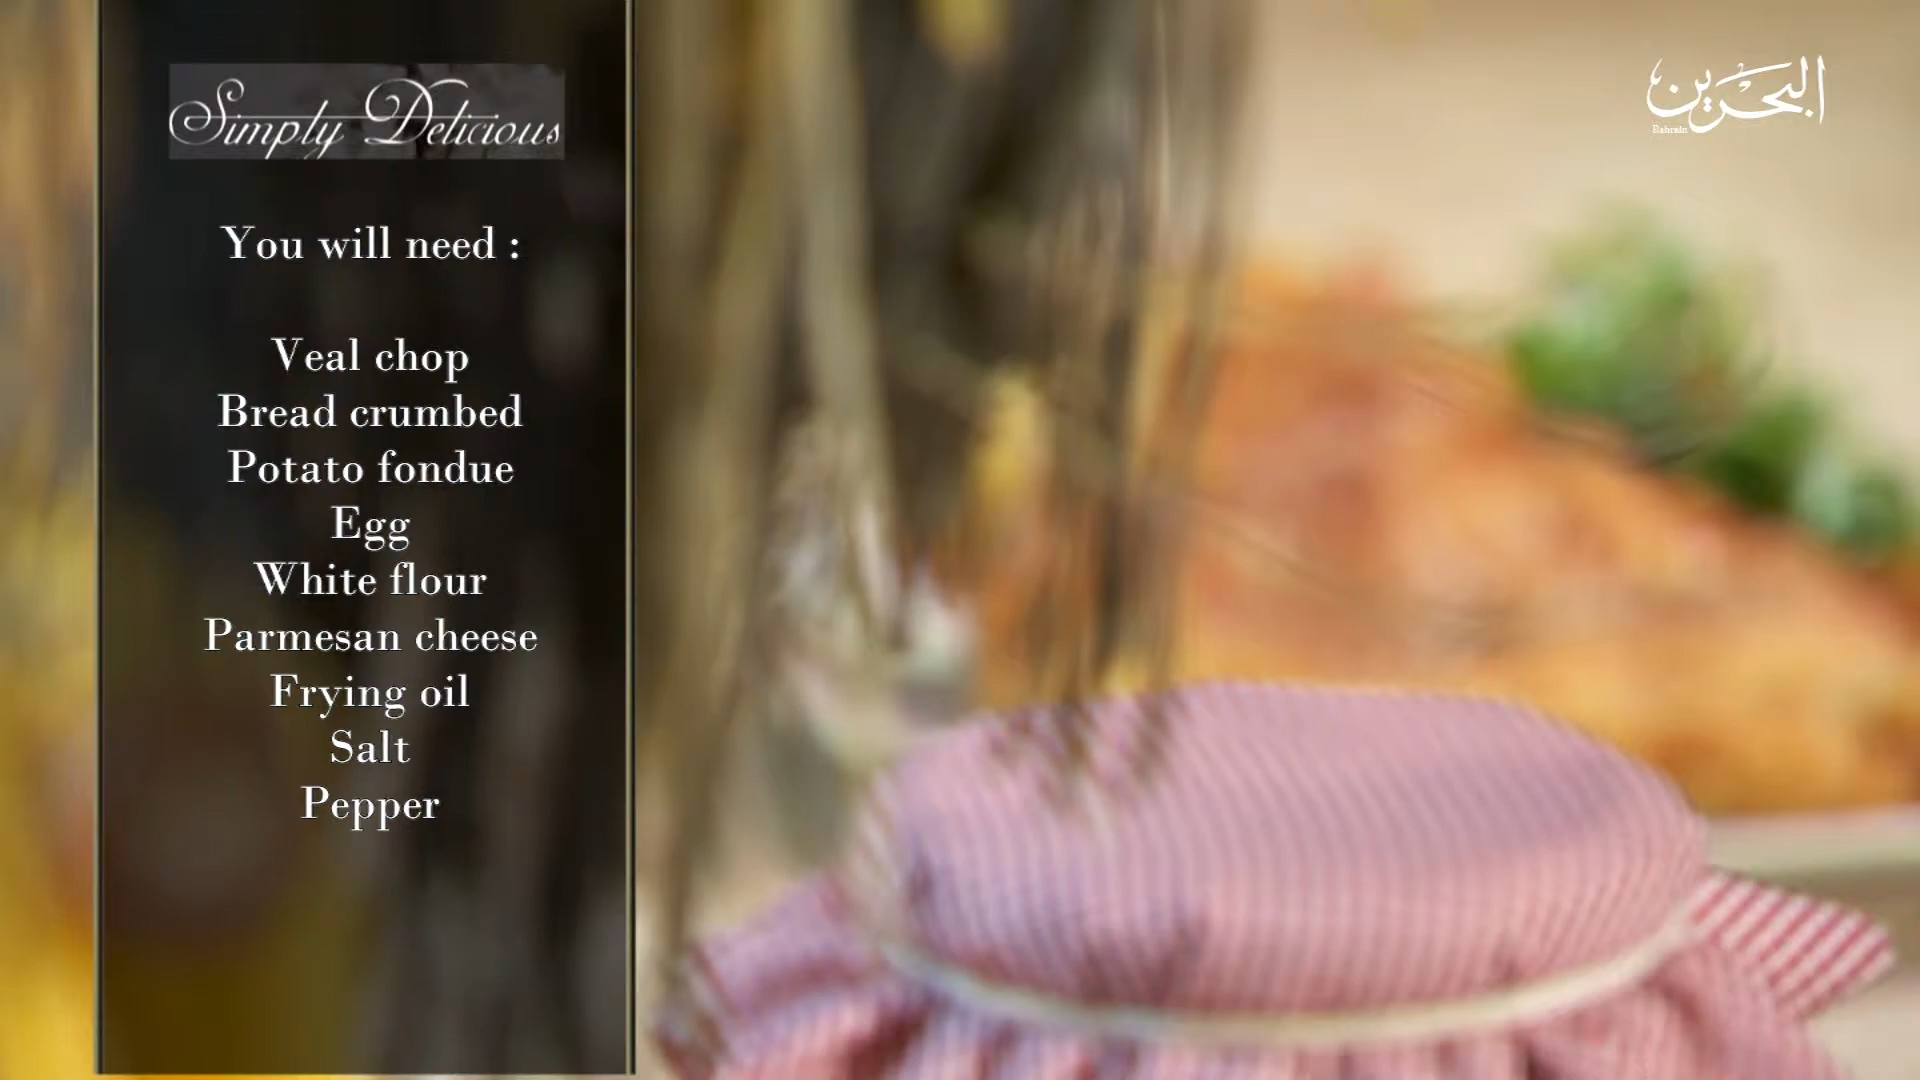 Simply Delicious
البحرين
Bahrain
You will need :
Veal chop
Bread crumbed
Potato fondue
Egg
White flour
Parmesan cheese
Frying oil
Salt
Pepper